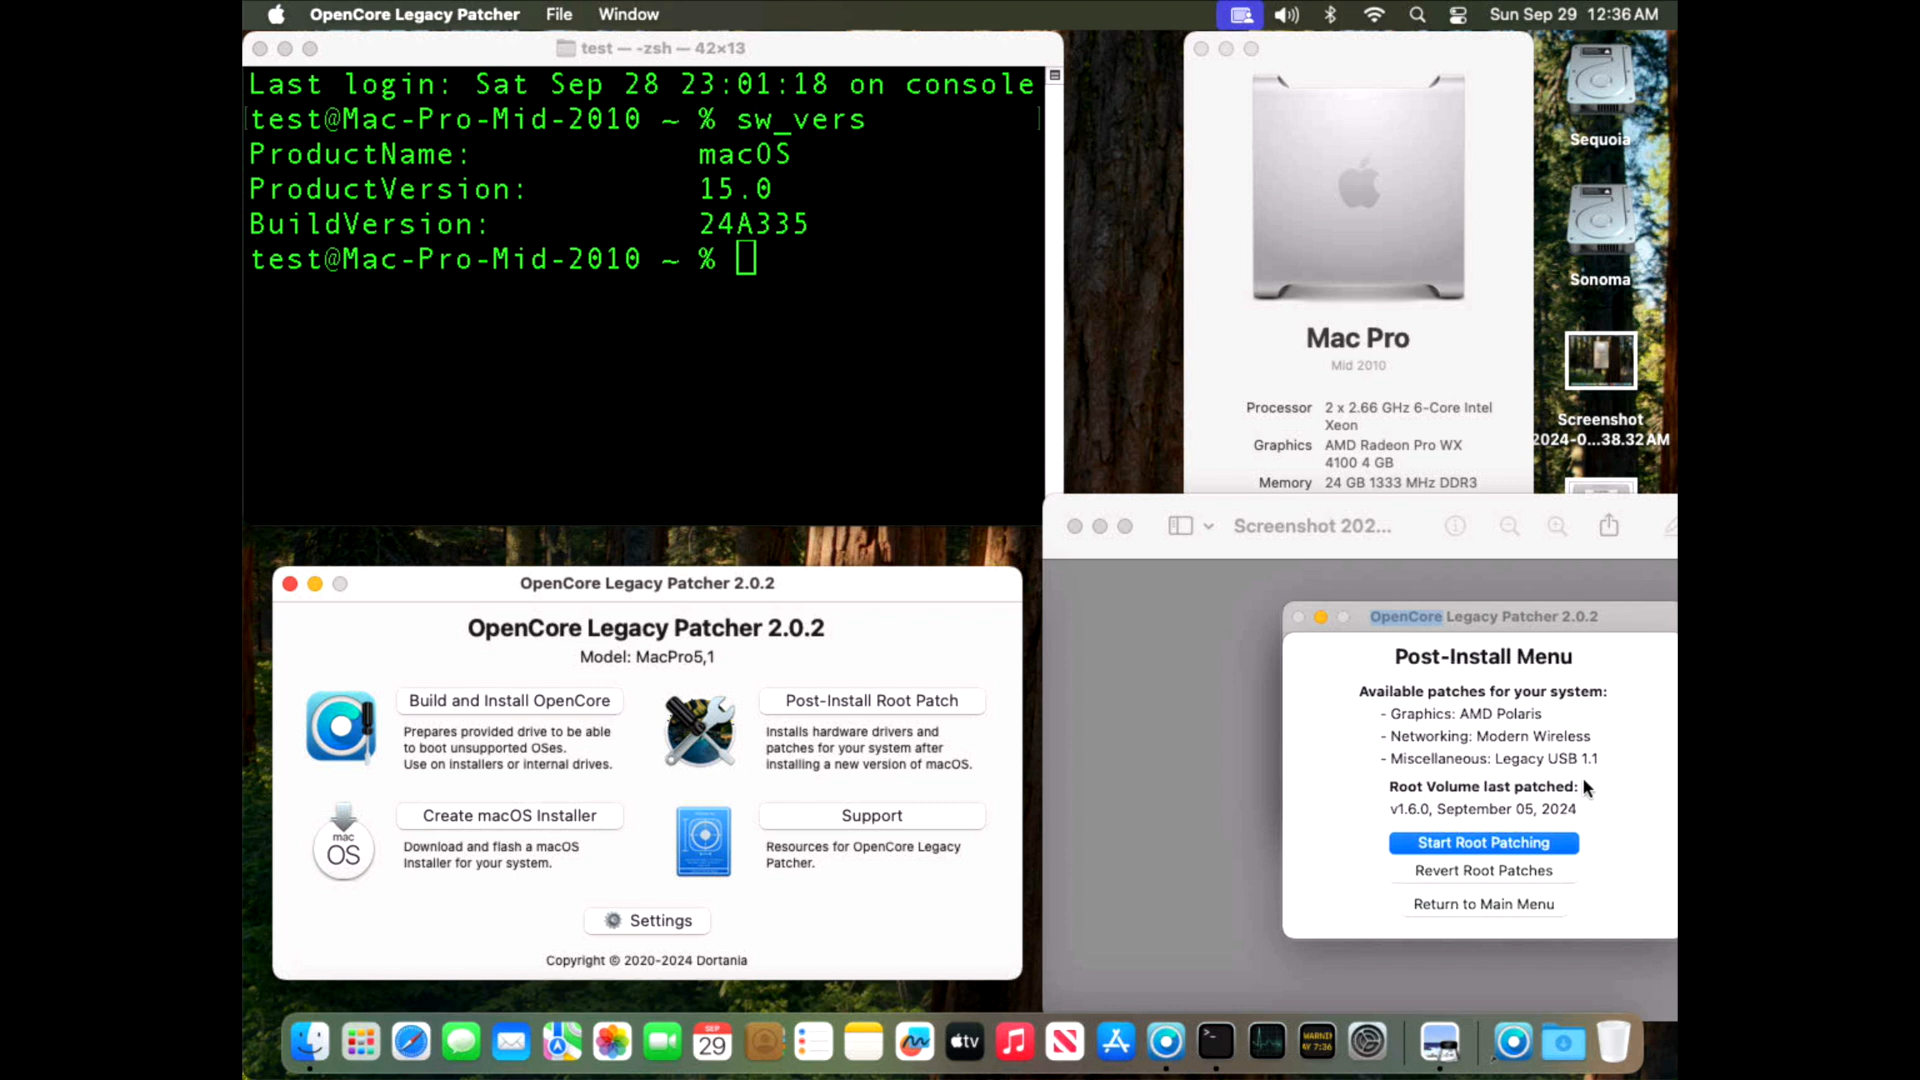 OpenCore Legacy Patcher File Window
Sun Sep 29 12:36 AM
test — -zsh — 42×13
Last login: Sat Sep 28 23:01:18 on console
test@Mac-Pro-Mid-2010 ~ % sw_vers
ProductName: macOS
ProductVersion: 15.0
BuildVersion: 24A335
test@Mac-Pro-Mid-2010 ~ %
Mac Pro
Mid 2010
Processor 2 x 2.66 GHz 6-Core Intel
Xeon
Graphics AMD Radeon Pro WX
4100 4 GB
Memory 24 GB 1333 MHz DDR3
Sequoia
Sonoma
Screenshot
2024-0...38.32 AM
OpenCore Legacy Patcher 2.0.2
OpenCore Legacy Patcher 2.0.2
Model: MacPro5,1
Build and Install OpenCore
Prepares provided drive to be able
to boot unsupported OSes.
Use on installers or internal drives.
Post-Install Root Patch
Installs hardware drivers and
patches for your system after
installing a new version of macOS.
mac
OS
Create macOS Installer
Download and flash a macOS
Installer for your system.
Support
Resources for OpenCore Legacy
Patcher.
Settings
Copyright © 2020-2024 Dortania
Screenshot 202...
OpenCore Legacy Patcher 2.0.2
Post-Install Menu
Available patches for your system:
- Graphics: AMD Polaris
- Networking: Modern Wireless
- Miscellaneous: Legacy USB 1.1
Root Volume last patched:
v1.6.0, September 05, 2024
Start Root Patching
Revert Root Patches
Return to Main Menu
SEP
29
tv
>_
WARNIN
AY 7:36